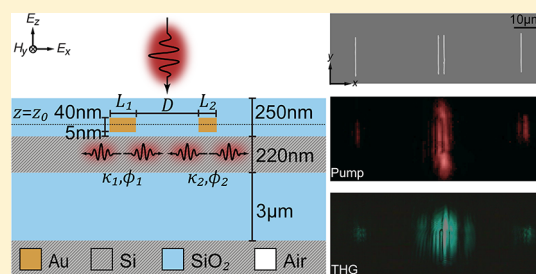 E_z
H_y
E_x
L_1
D
L_2
z=z_0
40nm
5nm
250nm
220nm
κ_1,ϕ_1
κ_2,ϕ_2
3μm
Au
Si
SiO_2
Air
10μm
y
x
Pump
THG